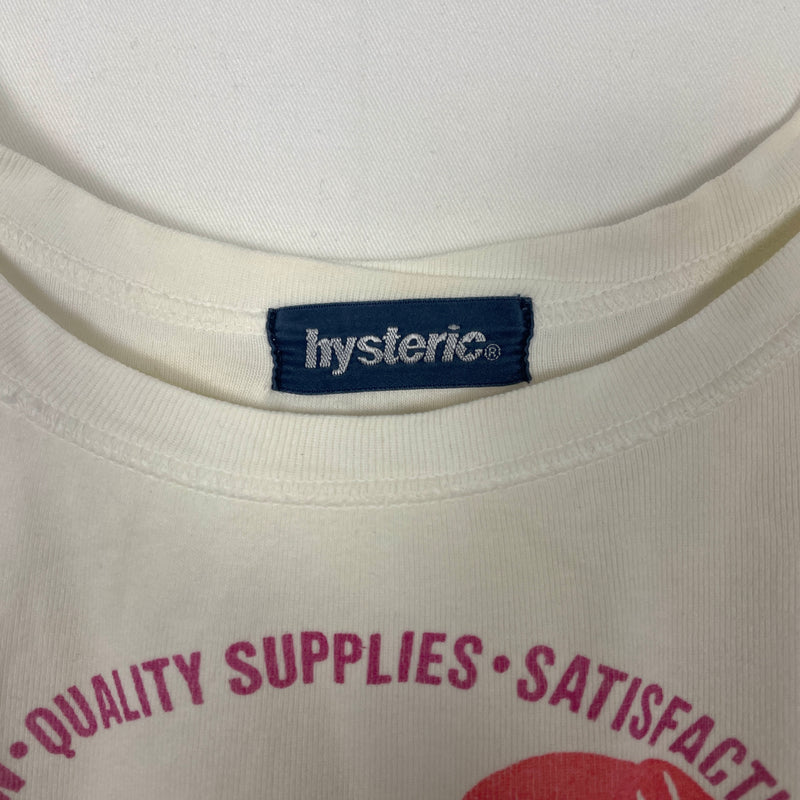 hysteric®
QUALITY SUPPLIES • SATISFACT